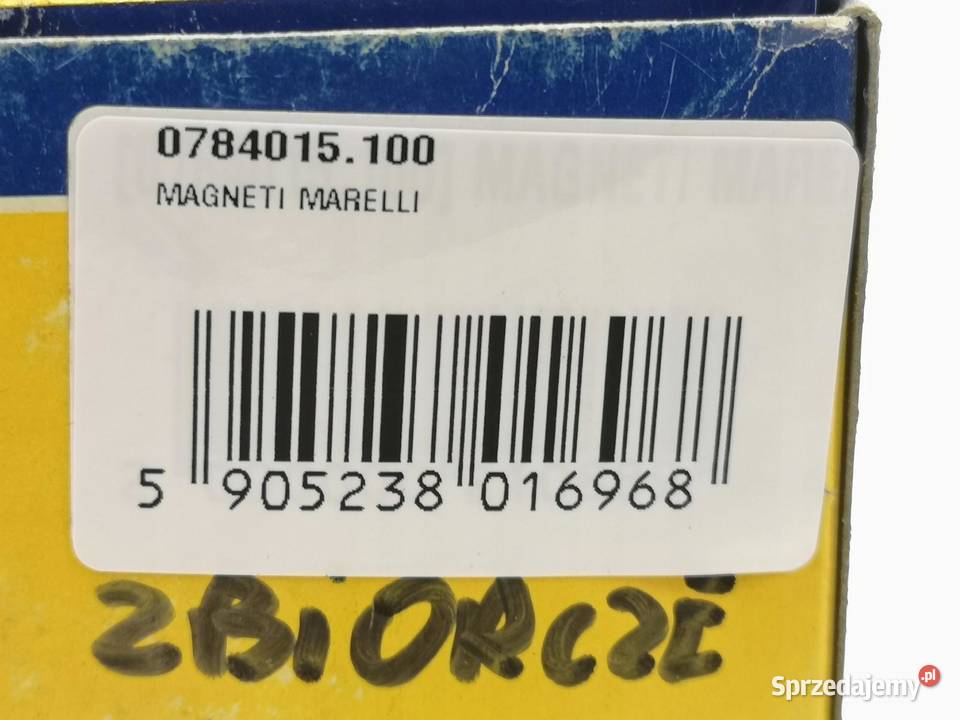 0784015.100
MAGNETI MARELLI
5 905238 016968
ZBIORCZE
Sprzedajemy.pl